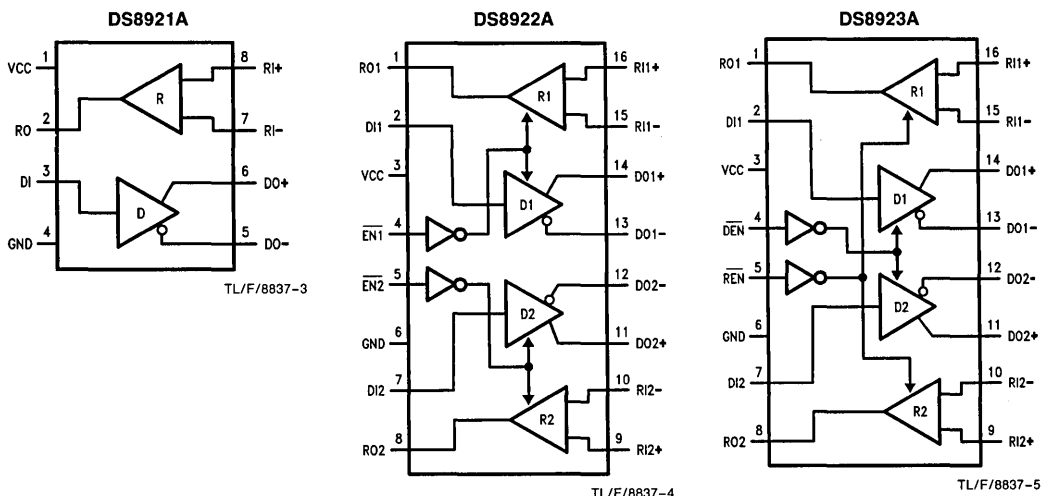 DS8921A
1
VCC
8
RI+
R
2
RO
7
RI-
3
DI
6
DO+
D
4
GND
5
DO-
TL/F/8837-3
DS8922A
1
RO1
16
RI1+
R1
2
DI1
15
RI1-
3
VCC
14
DO1+
D1
4
EN1
13
DO1-
5
EN2
12
DO2-
D2
6
GND
11
DO2+
7
DI2
10
RI2-
R2
8
RO2
9
RI2+
TL/F/8837-4
DS8923A
1
RO1
16
RI1+
R1
2
DI1
15
RI1-
3
VCC
14
DO1+
D1
4
DEN
13
DO1-
5
REN
12
DO2-
D2
6
GND
11
DO2+
7
DI2
10
RI2-
R2
8
RO2
9
RI2+
TL/F/8837-5